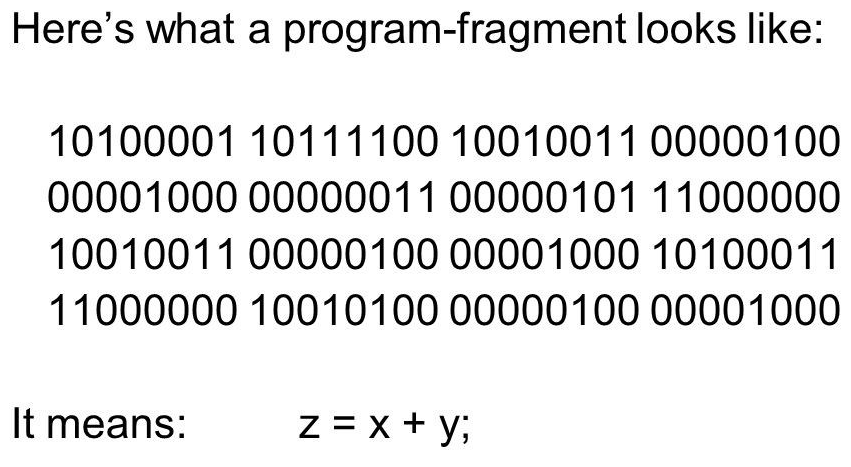 Here's what a program-fragment looks like:
10100001 10111100 10010011 00000100
00001000 00000011 00000101 11000000
10010011 00000100 00001000 10100011
11000000 10010100 00000100 00001000
It means: z = x + y;